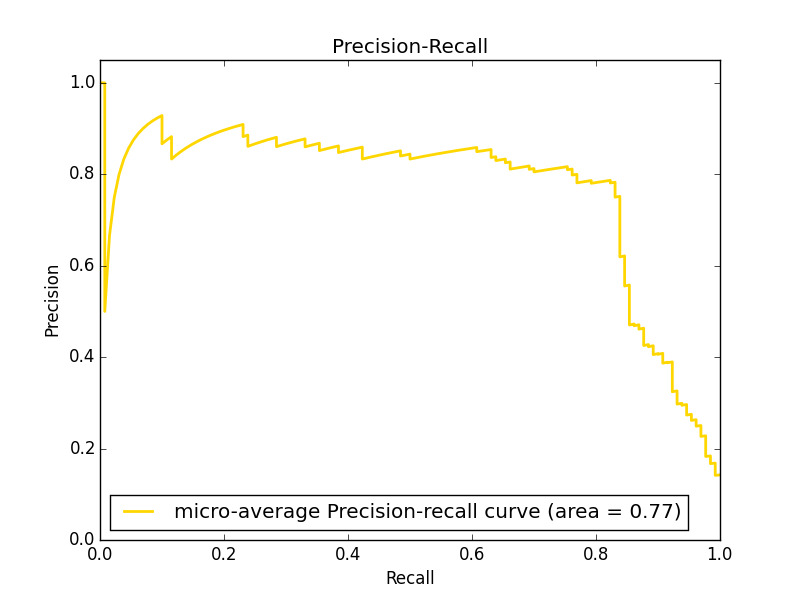 Precision-Recall
1.0
0.8
0.6
0.4
0.2
0.0
Precision
micro-average Precision-recall curve (area = 0.77)
0.0 0.2 0.4 0.6 0.8 1.0
Recall